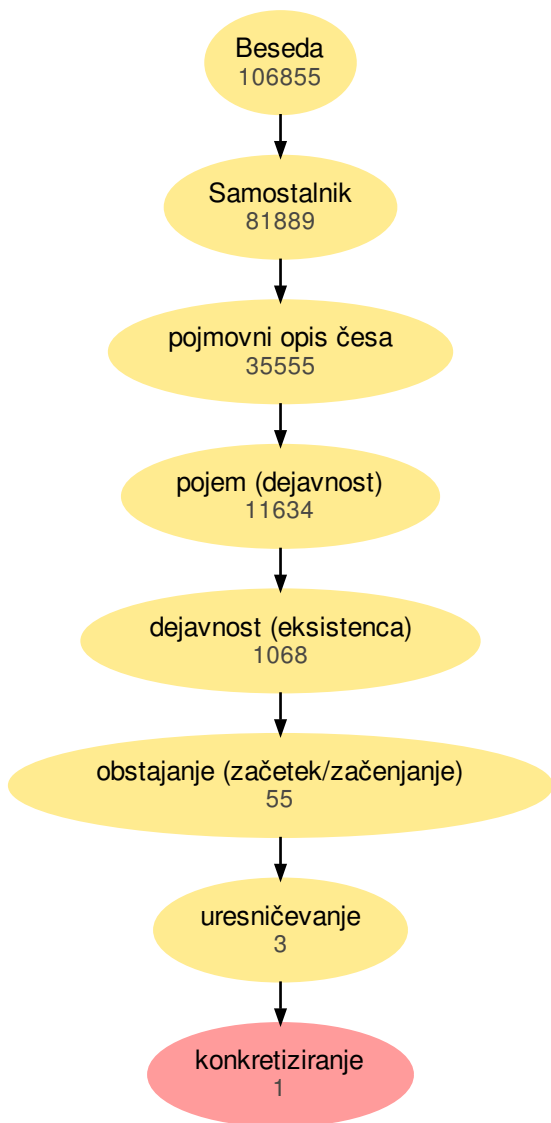 Beseda
106855
Samostalnik
81889
pojmovni opis česa
35555
pojem (dejavnost)
11634
dejavnost (eksistenca)
1068
obstajanje (začetek/začenjanje)
55
uresničevanje
3
konkretiziranje
1